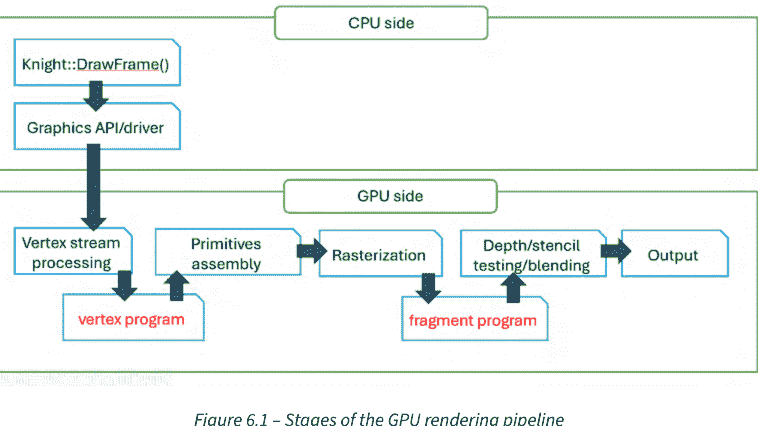 CPU side
Knight::DrawFrame()
Graphics API/driver
GPU side
Vertex stream
processing
vertex program
Primitives
assembly
Rasterization
fragment program
Depth/stencil
testing/blending
Output
Figure 6.1 – Stages of the GPU rendering pipeline